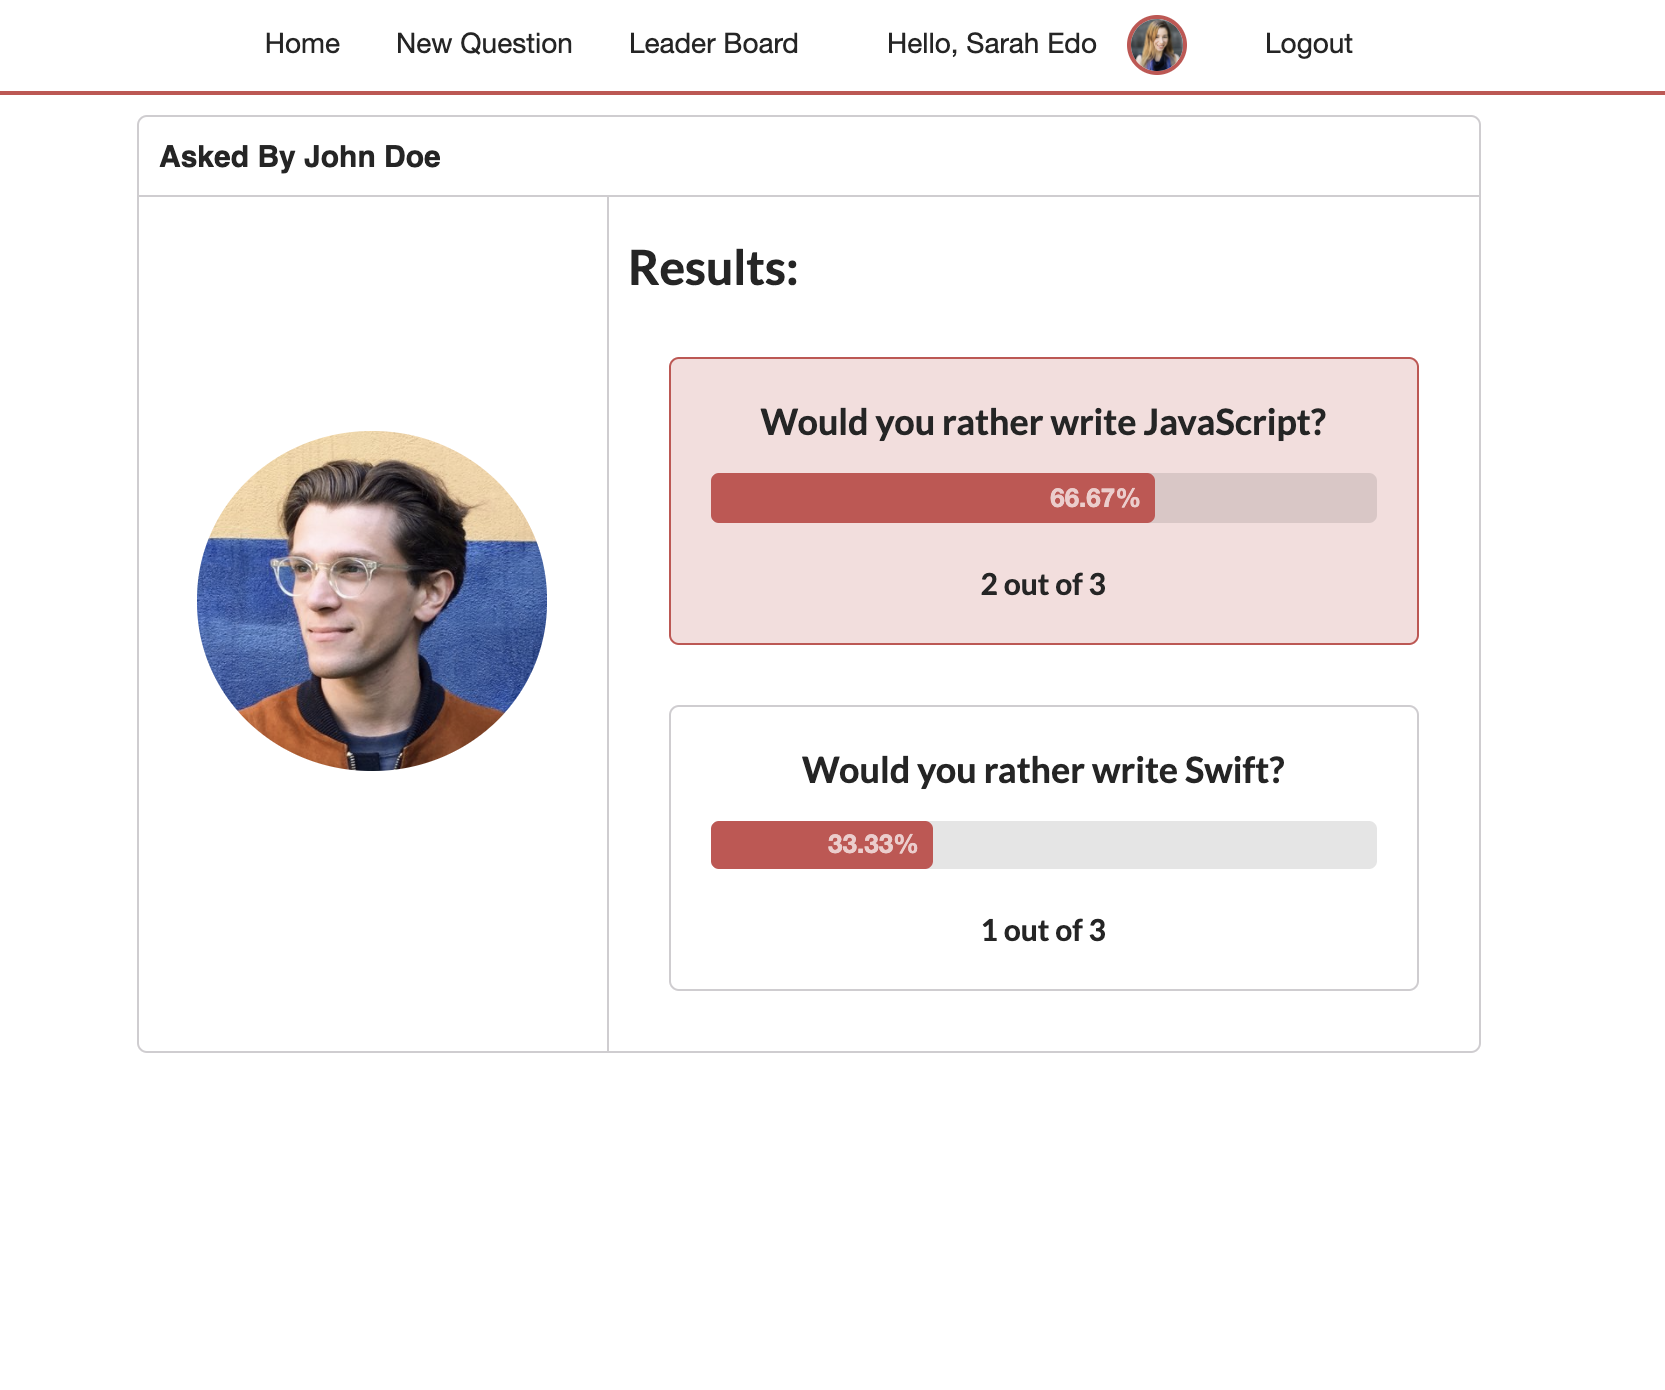 Home New Question Leader Board Hello, Sarah Edo Logout
Asked By John Doe
Results:
Would you rather write JavaScript?
66.67%
2 out of 3
Would you rather write Swift?
33.33%
1 out of 3